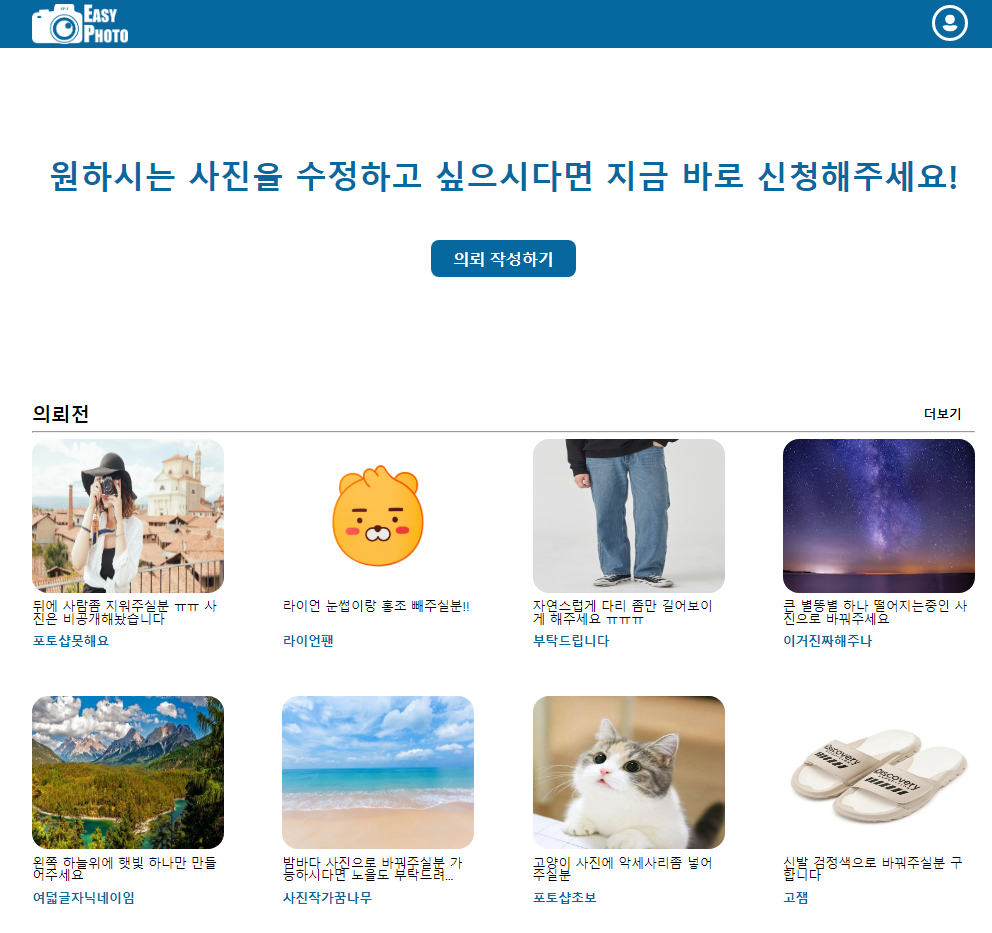 EASY
PHOTO
원하시는 사진을 수정하고 싶으시다면 지금 바로 신청해주세요!
의뢰 작성하기
의뢰전
더보기
뒤에 사람좀 지워주실분 ㅠㅠ 사
진은 비공개해놨습니다
포토샵못해요
라이언 눈썹이랑 홍조 빼주실분!!
라이언팬
자연스럽게 다리 좀만 길어보이
게 해주세요 ㅠㅠㅠ
부탁드립니다
큰 별똥별 하나 떨어지는중인 사
진으로 바꿔주세요
이거진짜해주나
왼쪽 하늘위에 햇빛 하나만 만들
어주세요
여덟글자닉네이임
밤바다 사진으로 바꿔주실분 가
능하시다면 노을도 부탁드려...
사진작가꿈나무
고양이 사진에 악세사리좀 넣어
주실분
포토샵초보
Discovery
Discovery
신발 검정색으로 바꿔주실분 구
합니다
고잼